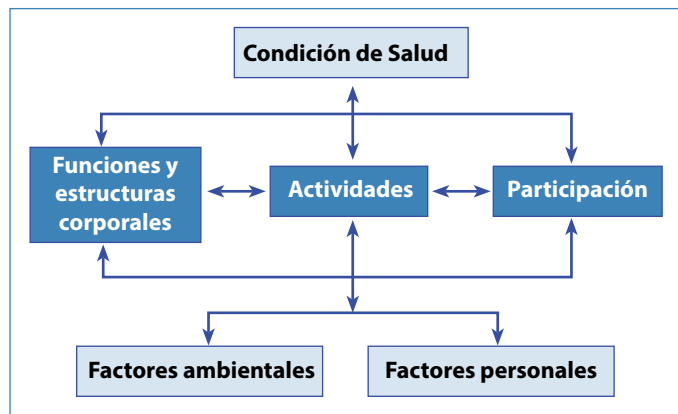 Condición de Salud
Funciones y
estructuras
corporales
Actividades
Participación
Factores ambientales
Factores personales